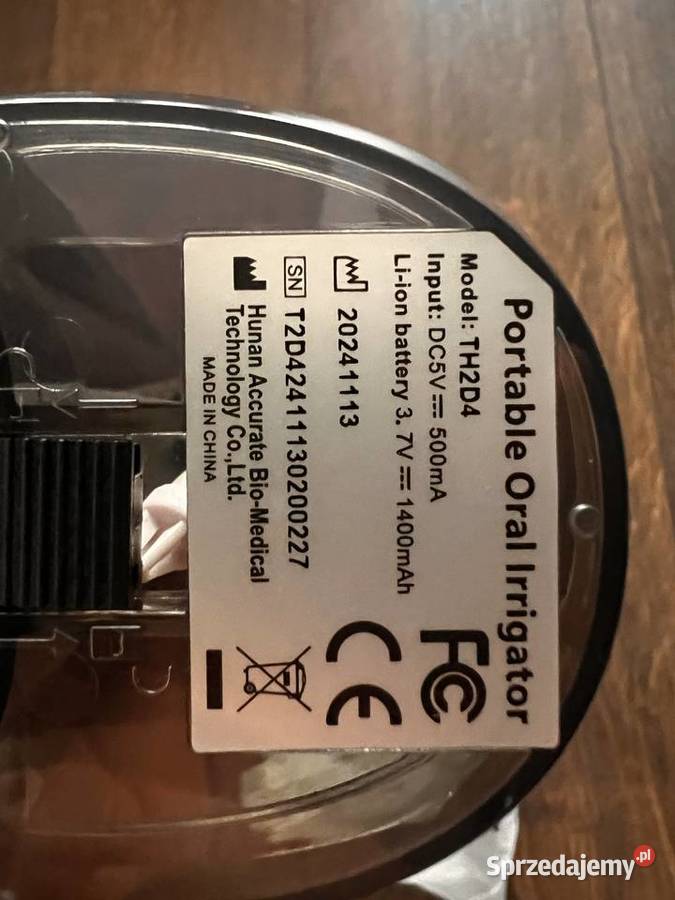 Portable Oral Irrigator
Model: TH2D4
Input: DC5V⎓500mA
Li-ion battery 3.7V⎓1400mAh
20241113
SN T2D42411130200227
Hunan Accurate Bio-Medical
Technology Co.,Ltd.
MADE IN CHINA
FC
CE
Sprzedajemy.pl